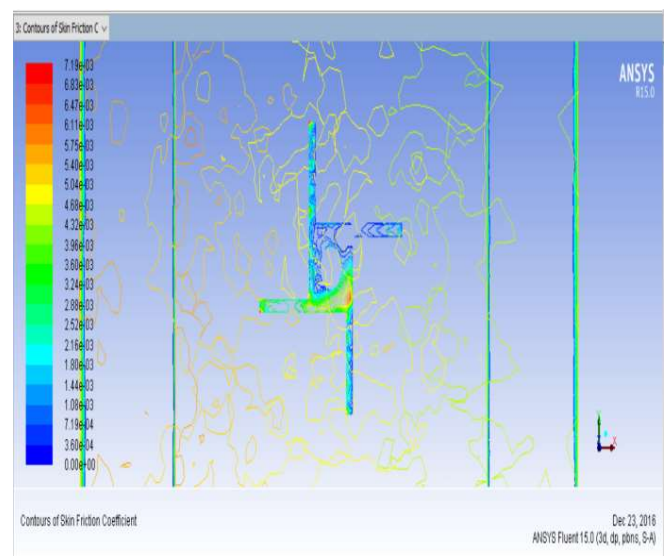 3: Contours of Skin Friction C
7.19e-03
6.83e-03
6.47e-03
6.11e-03
5.75e-03
5.40e-03
5.04e-03
4.68e-03
4.32e-03
3.96e-03
3.60e-03
3.24e-03
2.88e-03
2.52e-03
2.16e-03
1.80e-03
1.44e-03
1.08e-03
7.19e-04
3.60e-04
0.00e+00
ANSYS
R15.0
Contours of Skin Friction Coefficient
Dec 23, 2016
ANSYS Fluent 15.0 (3d, dp, pbns, S-A)